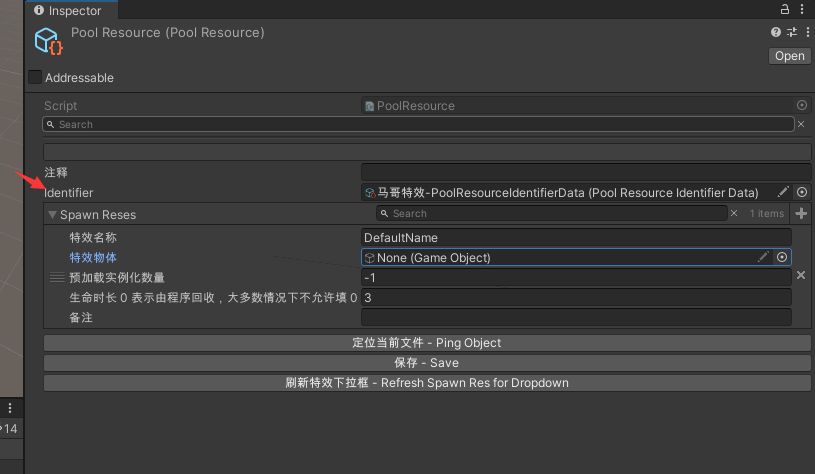 Inspector
Pool Resource (Pool Resource)
Open
Addressable
Script PoolResource
Search
注释
Identifier 马哥特效-PoolResourceIdentifierData (Pool Resource Identifier Data)
Spawn Reses Search 1 items
特效名称 DefaultName
特效物体 None (Game Object)
预加载实例化数量 -1
生命时长 0 表示由程序回收，大多数情况下不允许填 0 3
备注
定位当前文件 - Ping Object
保存 - Save
刷新特效下拉框 - Refresh Spawn Res for Dropdown
14